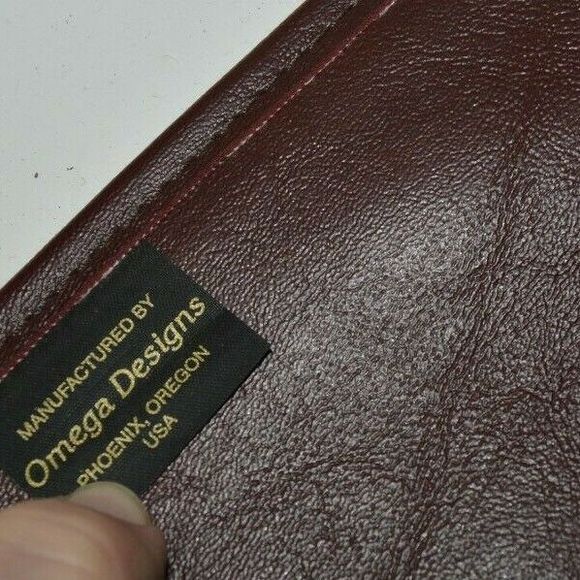 MANUFACTURED BY
Omega Designs
PHOENIX, OREGON
USA